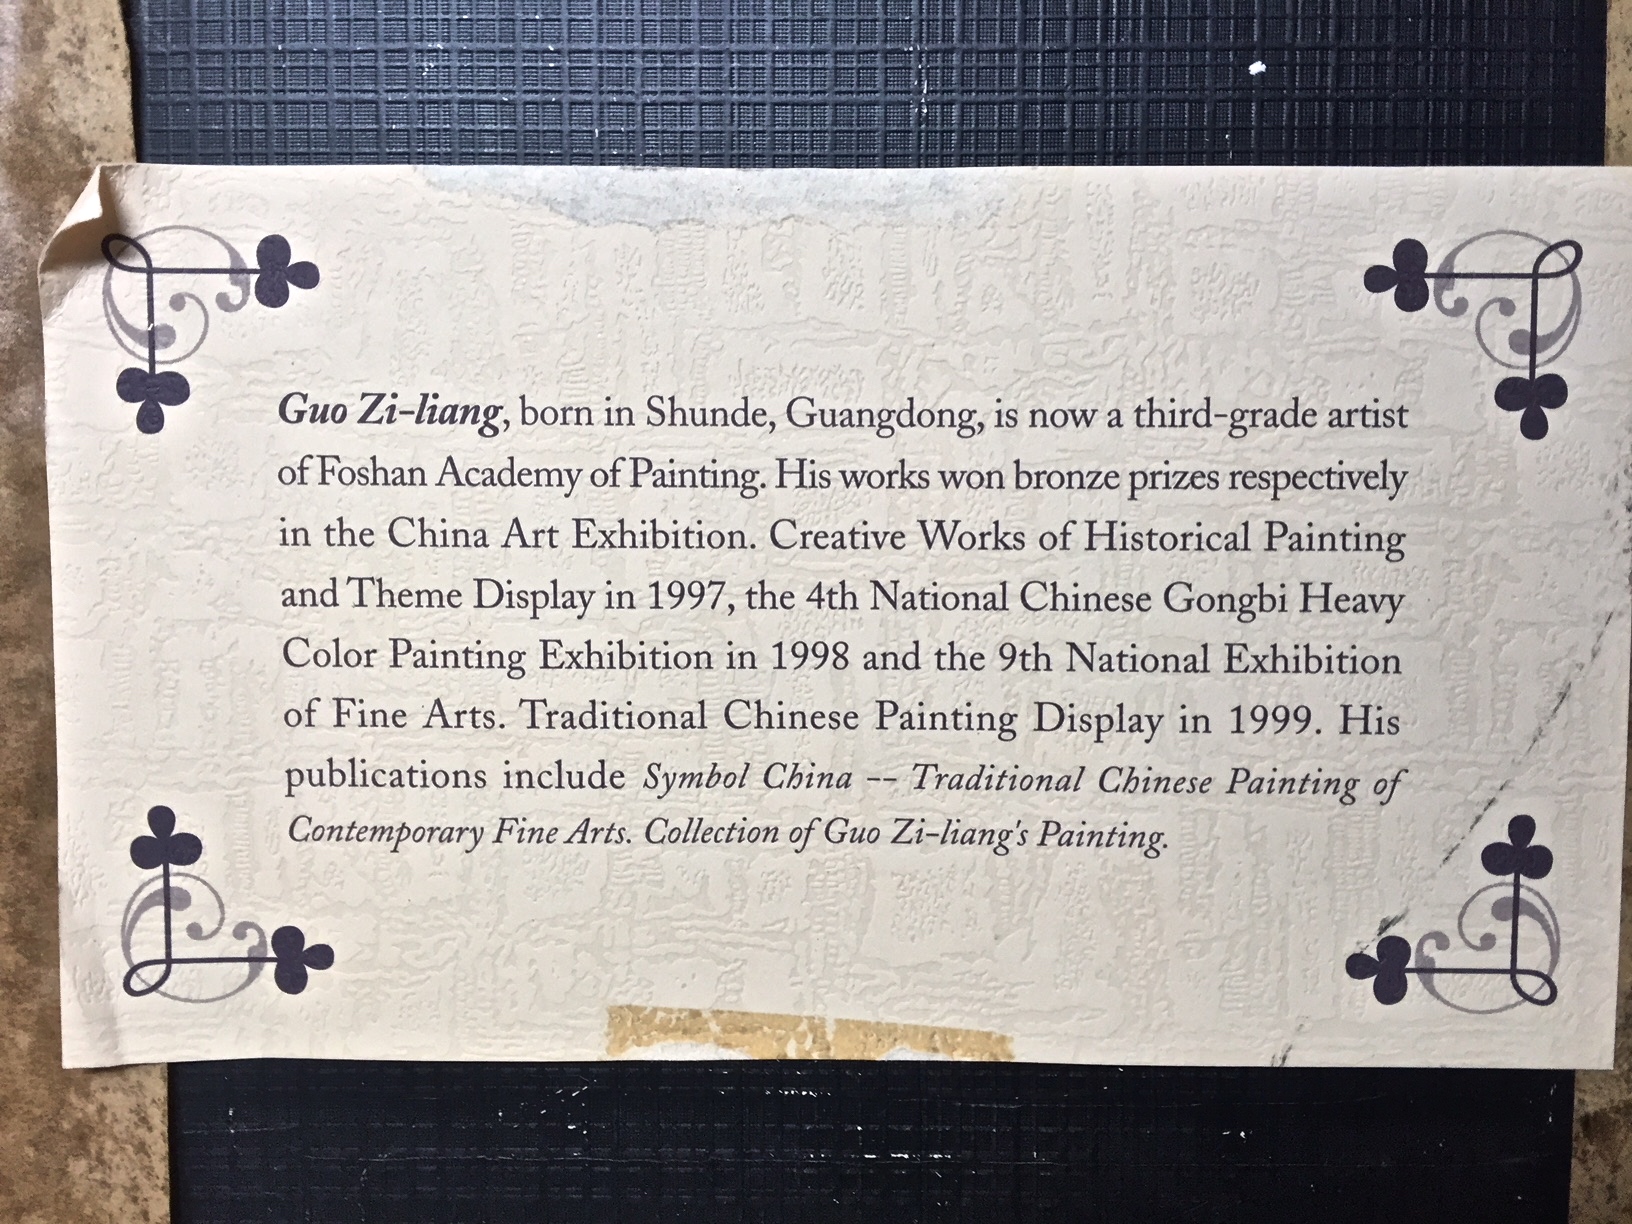 Guo Zi-liang, born in Shunde, Guangdong, is now a third-grade artist
of Foshan Academy of Painting. His works won bronze prizes respectively
in the China Art Exhibition. Creative Works of Historical Painting
and Theme Display in 1997, the 4th National Chinese Gongbi Heavy
Color Painting Exhibition in 1998 and the 9th National Exhibition
of Fine Arts. Traditional Chinese Painting Display in 1999. His
publications include Symbol China -- Traditional Chinese Painting of
Contemporary Fine Arts. Collection of Guo Zi-liang's Painting.